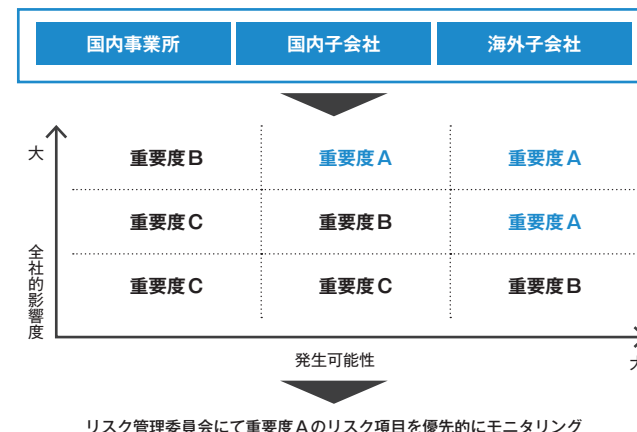 国内事業所 国内子会社 海外子会社
大
重要度B 重要度A 重要度A
重要度C 重要度B 重要度A
全社的影響度
重要度C 重要度C 重要度B
発生可能性
大
リスク管理委員会にて重要度Aのリスク項目を優先的にモニタリング